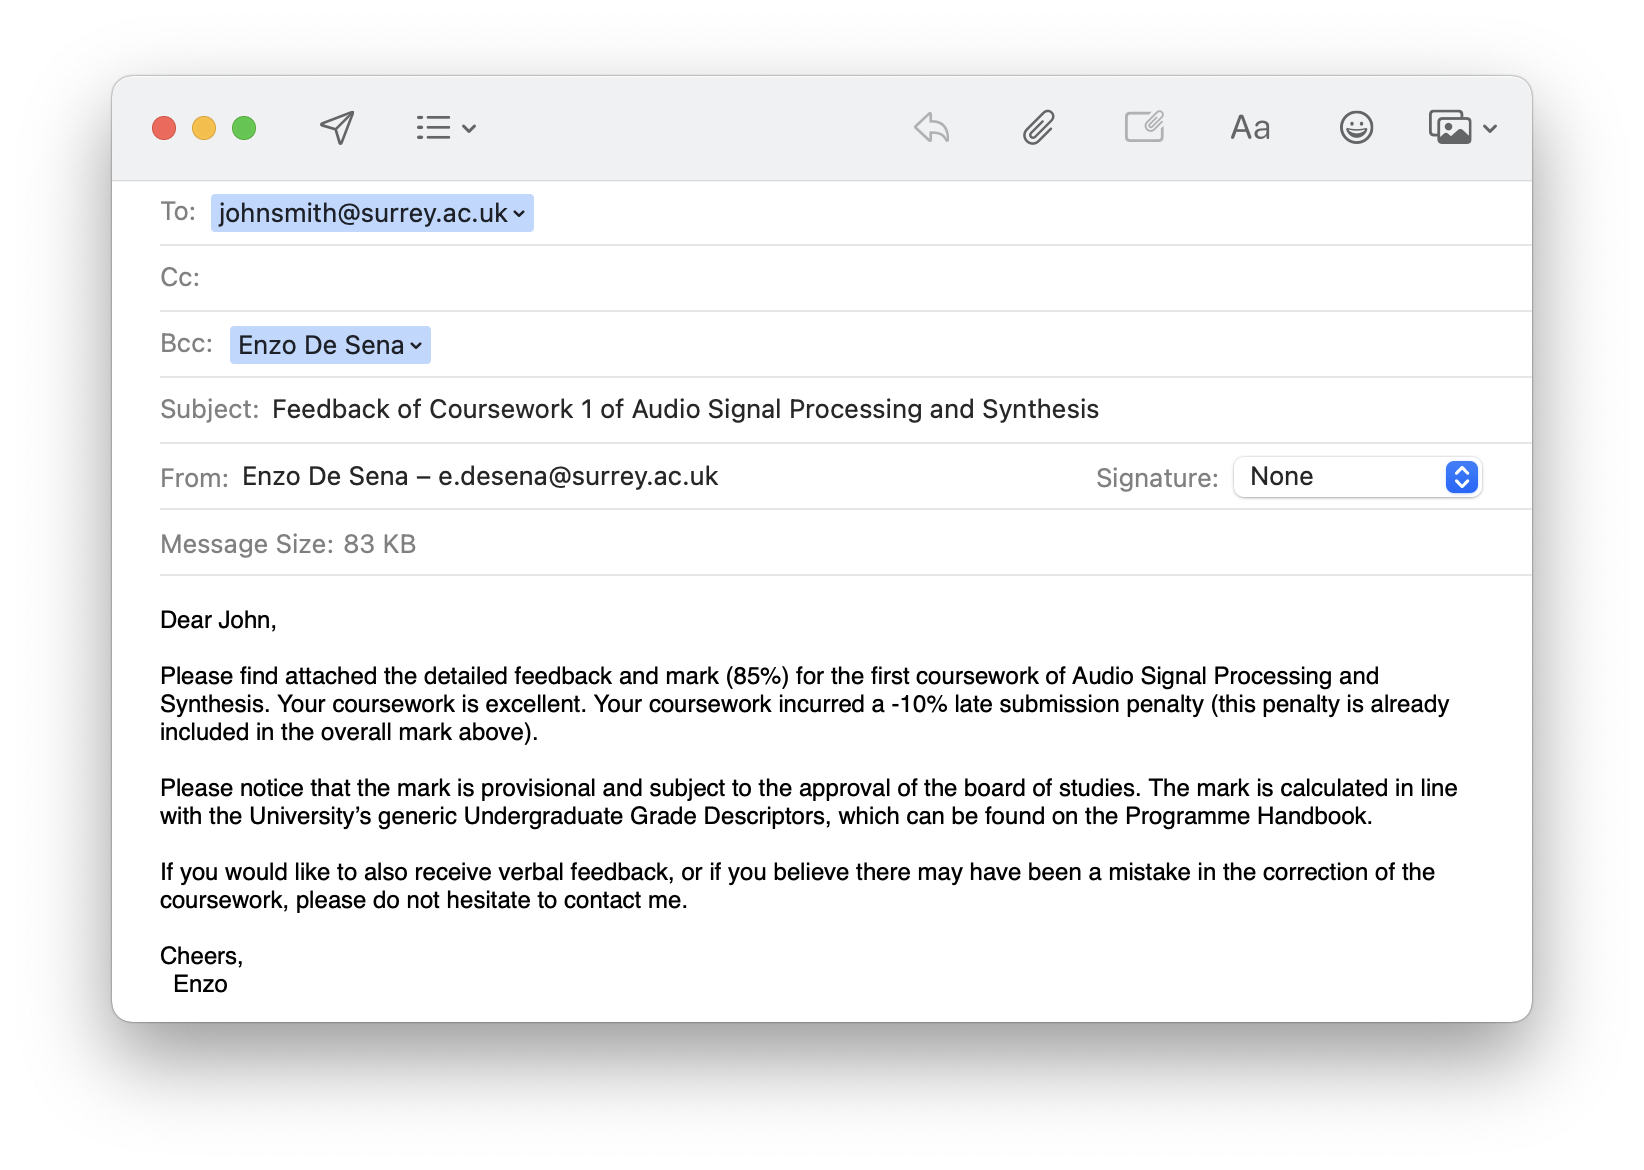 Aa
To: johnsmith@surrey.ac.uk
Cc:
Bcc: Enzo De Sena
Subject: Feedback of Coursework 1 of Audio Signal Processing and Synthesis
From: Enzo De Sena – e.desena@surrey.ac.uk Signature: None
Message Size: 83 KB
Dear John,
Please find attached the detailed feedback and mark (85%) for the first coursework of Audio Signal Processing and
Synthesis. Your coursework is excellent. Your coursework incurred a -10% late submission penalty (this penalty is already
included in the overall mark above).
Please notice that the mark is provisional and subject to the approval of the board of studies. The mark is calculated in line
with the University’s generic Undergraduate Grade Descriptors, which can be found on the Programme Handbook.
If you would like to also receive verbal feedback, or if you believe there may have been a mistake in the correction of the
coursework, please do not hesitate to contact me.
Cheers,
Enzo